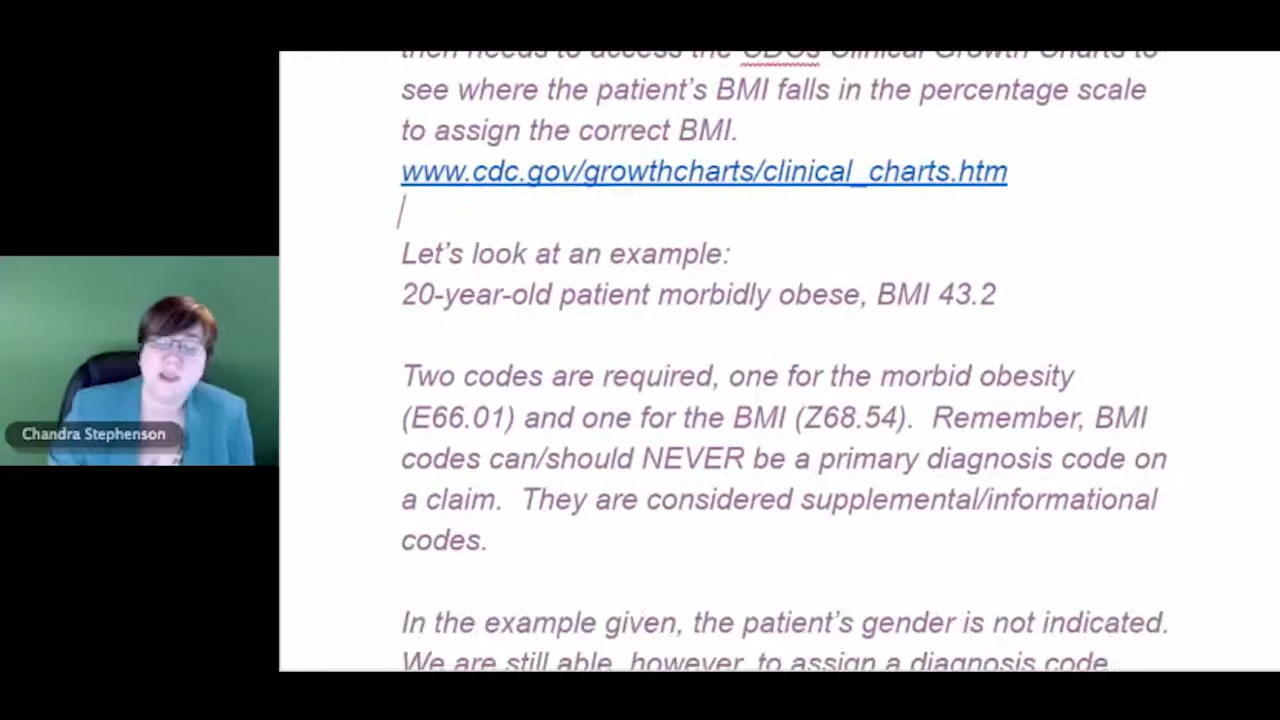 then needs to access the CDCs Clinical Growth Charts to
see where the patient's BMI falls in the percentage scale
to assign the correct BMI.
www.cdc.gov/growthcharts/clinical_charts.htm
Let's look at an example:
20-year-old patient morbidly obese, BMI 43.2
Two codes are required, one for the morbid obesity
(E66.01) and one for the BMI (Z68.54).  Remember, BMI
codes can/should NEVER be a primary diagnosis code on
a claim.  They are considered supplemental/informational
codes.
In the example given, the patient's gender is not indicated.
We are still able, however, to assign a diagnosis code
Chandra Stephenson